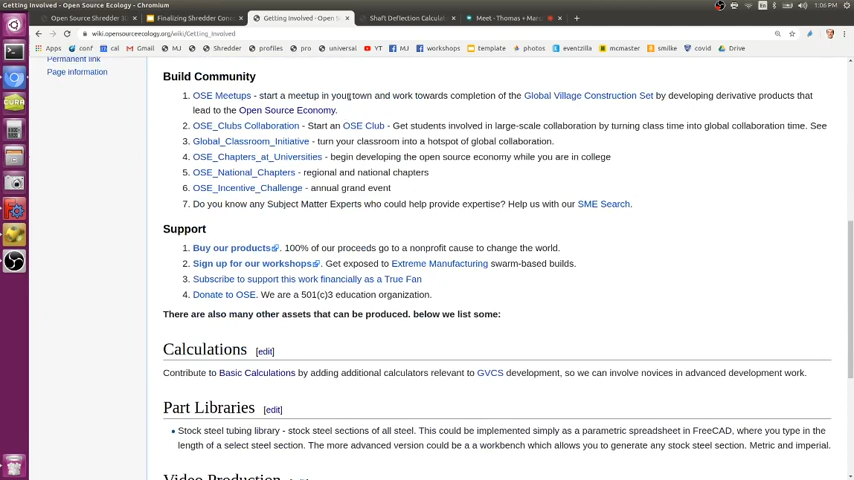 Getting Involved - Open Source Ecology - Chromium
1:06 PM
Open Source Shredder
Finalizing Shredder Conc
Getting Involved - Open S
Shaft Deflection Calculat
Meet - Thomas + Marc
wiki.opensourceecology.org/wiki/Getting_Involved
Apps conf cal Gmail MJ Shredder profiles pro universal YT MJ workshops template photos eventzilla mcmaster smilke cub Drive
Permanent link
Page information
Build Community
1. OSE Meetups - start a meetup in your town and work towards completion of the Global Village Construction Set by developing derivative products that
lead to the Open Source Economy.
2. OSE_Clubs Collaboration - Start an OSE Club - Get students involved in large-scale collaboration by turning class time into global collaboration time. See
3. Global_Classroom_Initiative - turn your classroom into a hotspot of global collaboration.
4. OSE_Chapters_at_Universities - begin developing the open source economy while you are in college
5. OSE_National_Chapters - regional and national chapters
6. OSE_Incentive_Challenge - annual grand event
7. Do you know any Subject Matter Experts who could help provide expertise? Help us with our SME Search.
Support
1. Buy our products. 100% of our proceeds go to a nonprofit cause to change the world.
2. Sign up for our workshops. Get exposed to Extreme Manufacturing swarm-based builds.
3. Subscribe to support this work financially as a True Fan
4. Donate to OSE. We are a 501(c)3 education organization.
There are also many other assets that can be produced. below we list some:
Calculations [edit]
Contribute to Basic Calculations by adding additional calculators relevant to GVCS development, so we can involve novices in advanced development work.
Part Libraries [edit]
Stock steel tubing library - stock steel sections of all steel. This could be implemented simply as a parametric spreadsheet in FreeCAD, where you type in the
length of a select steel section. The more advanced version could be a a workbench which allows you to generate any stock steel section. Metric and imperial.
Video Production